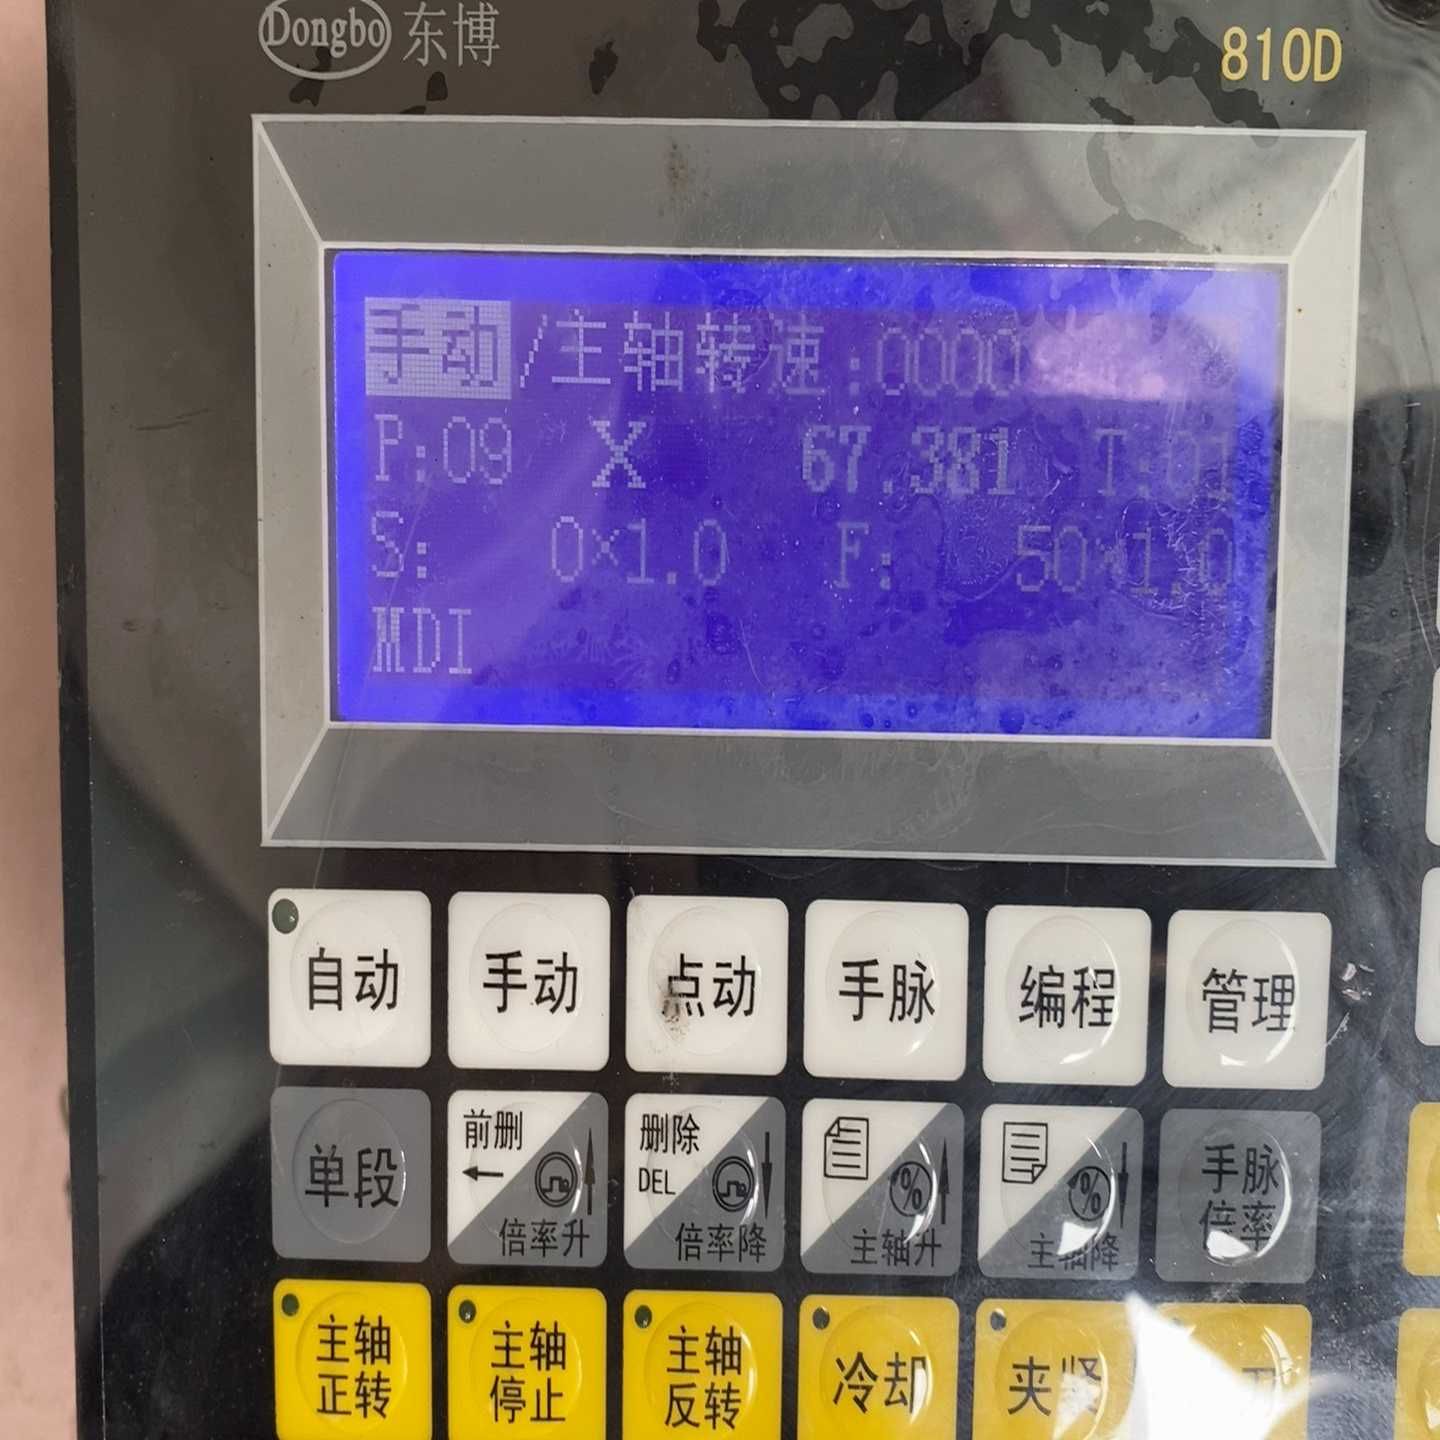 Dongbo 东博
810D
手动/主轴转速:0000
P:09 X 67.381 T:01
S: 0×1.0 F: 50×1.0
MDI
自动 手动 点动 手脉 编程 管理
单段
前删
倍率升
删除
DEL
倍率降
%
主轴升
%
主轴降
手脉
倍率
主轴
正转
主轴
停止
主轴
反转
冷却
夹紧